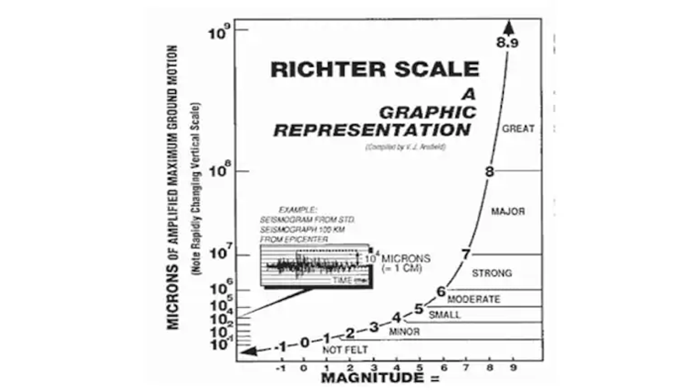 RICHTER SCALE
A
GRAPHIC
REPRESENTATION
MICRONS OF AMPLIFIED MAXIMUM GROUND MOTION
(Note Rapidly Changing Vertical Scale)
10⁹
10⁸
10⁷
10⁶
10⁵
10⁴
10²
10⁻¹
EXAMPLE:
SEISMOGRAM FROM STD.
SEISMOGRAPH 100 KM
FROM EPICENTER
10⁴ MICRONS
(= 1 CM)
TIME
8.9
GREAT
8
MAJOR
7
STRONG
6
MODERATE
5
SMALL
4
MINOR
3
2
1
0
-1
NOT FELT
-1 0 1 2 3 4 5 6 7 8 9
MAGNITUDE =